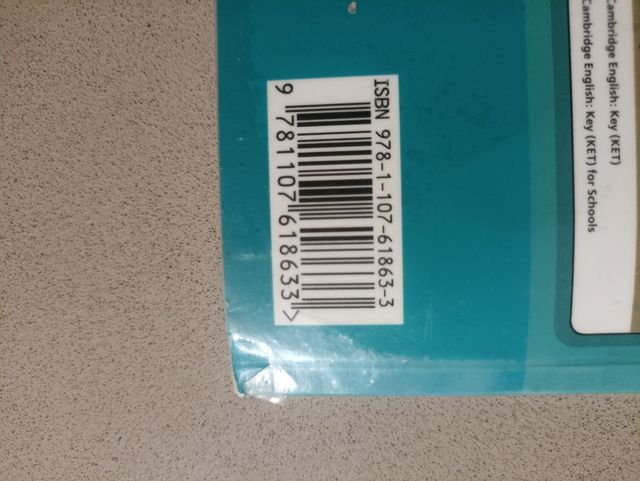 ISBN 978-1-107-61863-3
9 781107 618633 >
Cambridge English: Key (KET)
Cambridge English: Key (KET) for Schools